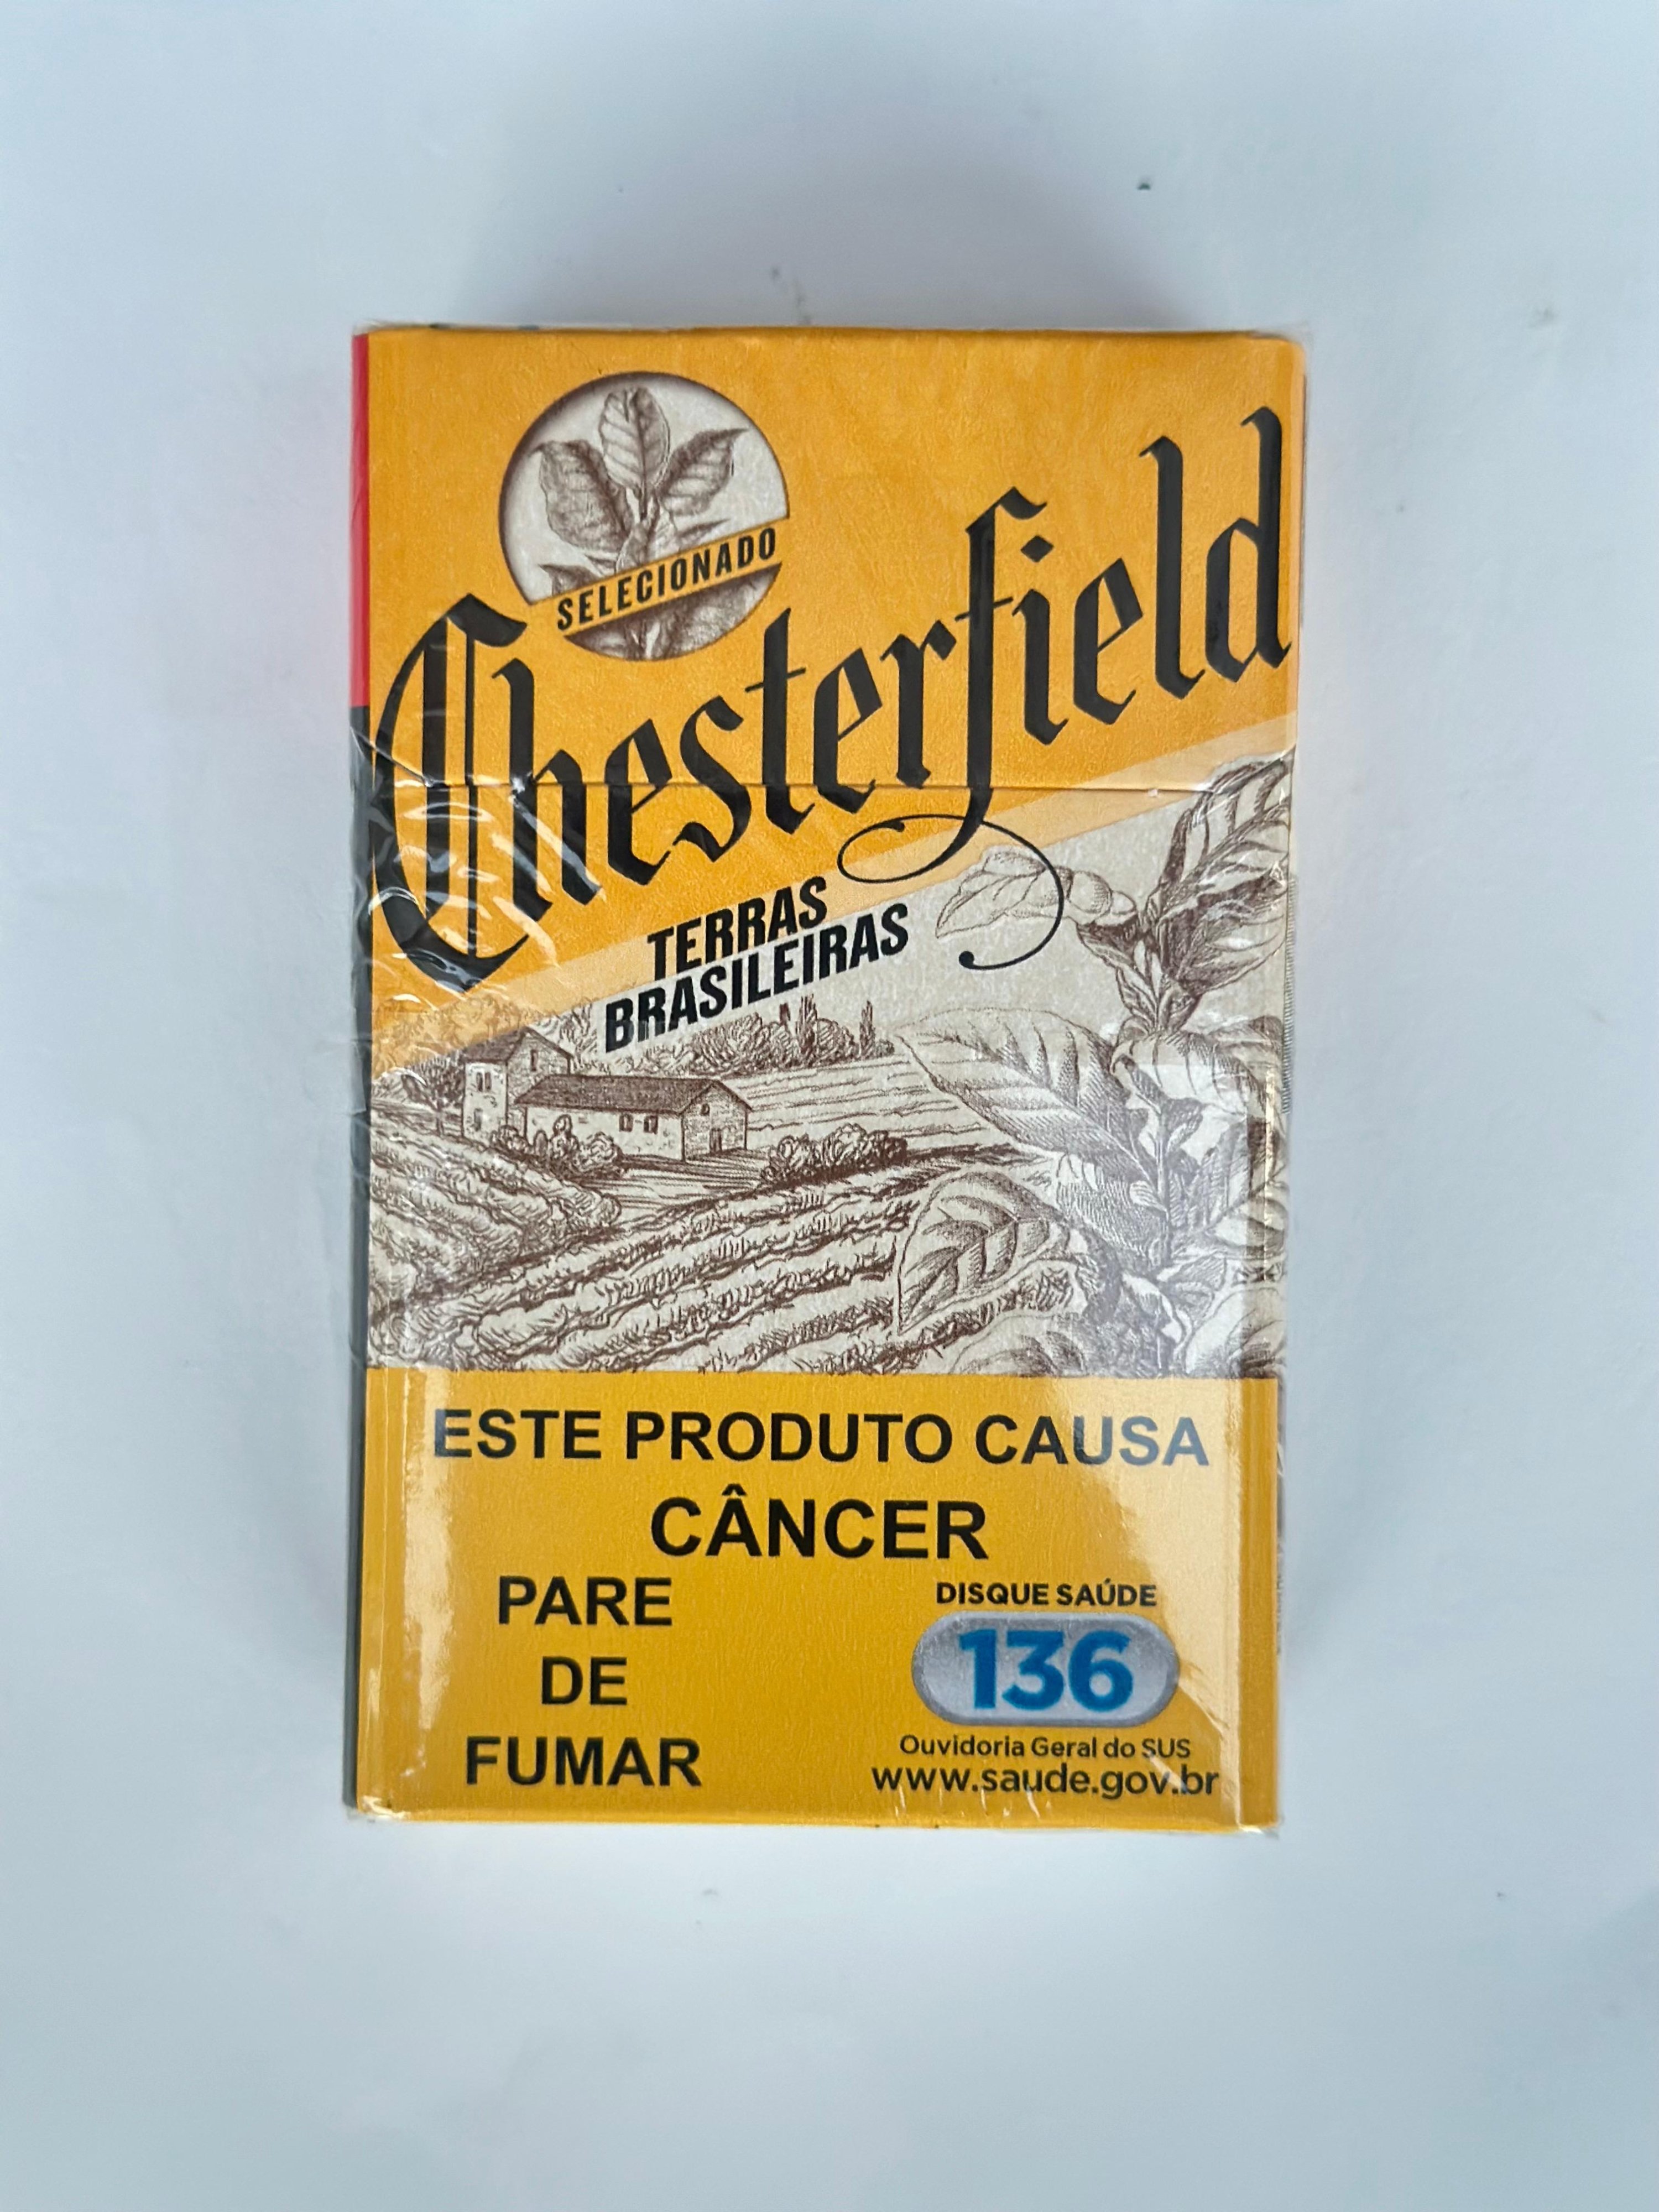 SELECIONADO
Chesterfield
TERRAS
BRASILEIRAS
ESTE PRODUTO CAUSA
CÂNCER
PARE
DE
FUMAR
DISQUE SAÚDE
136
Ouvidoria Geral do SUS
www.saude.gov.br